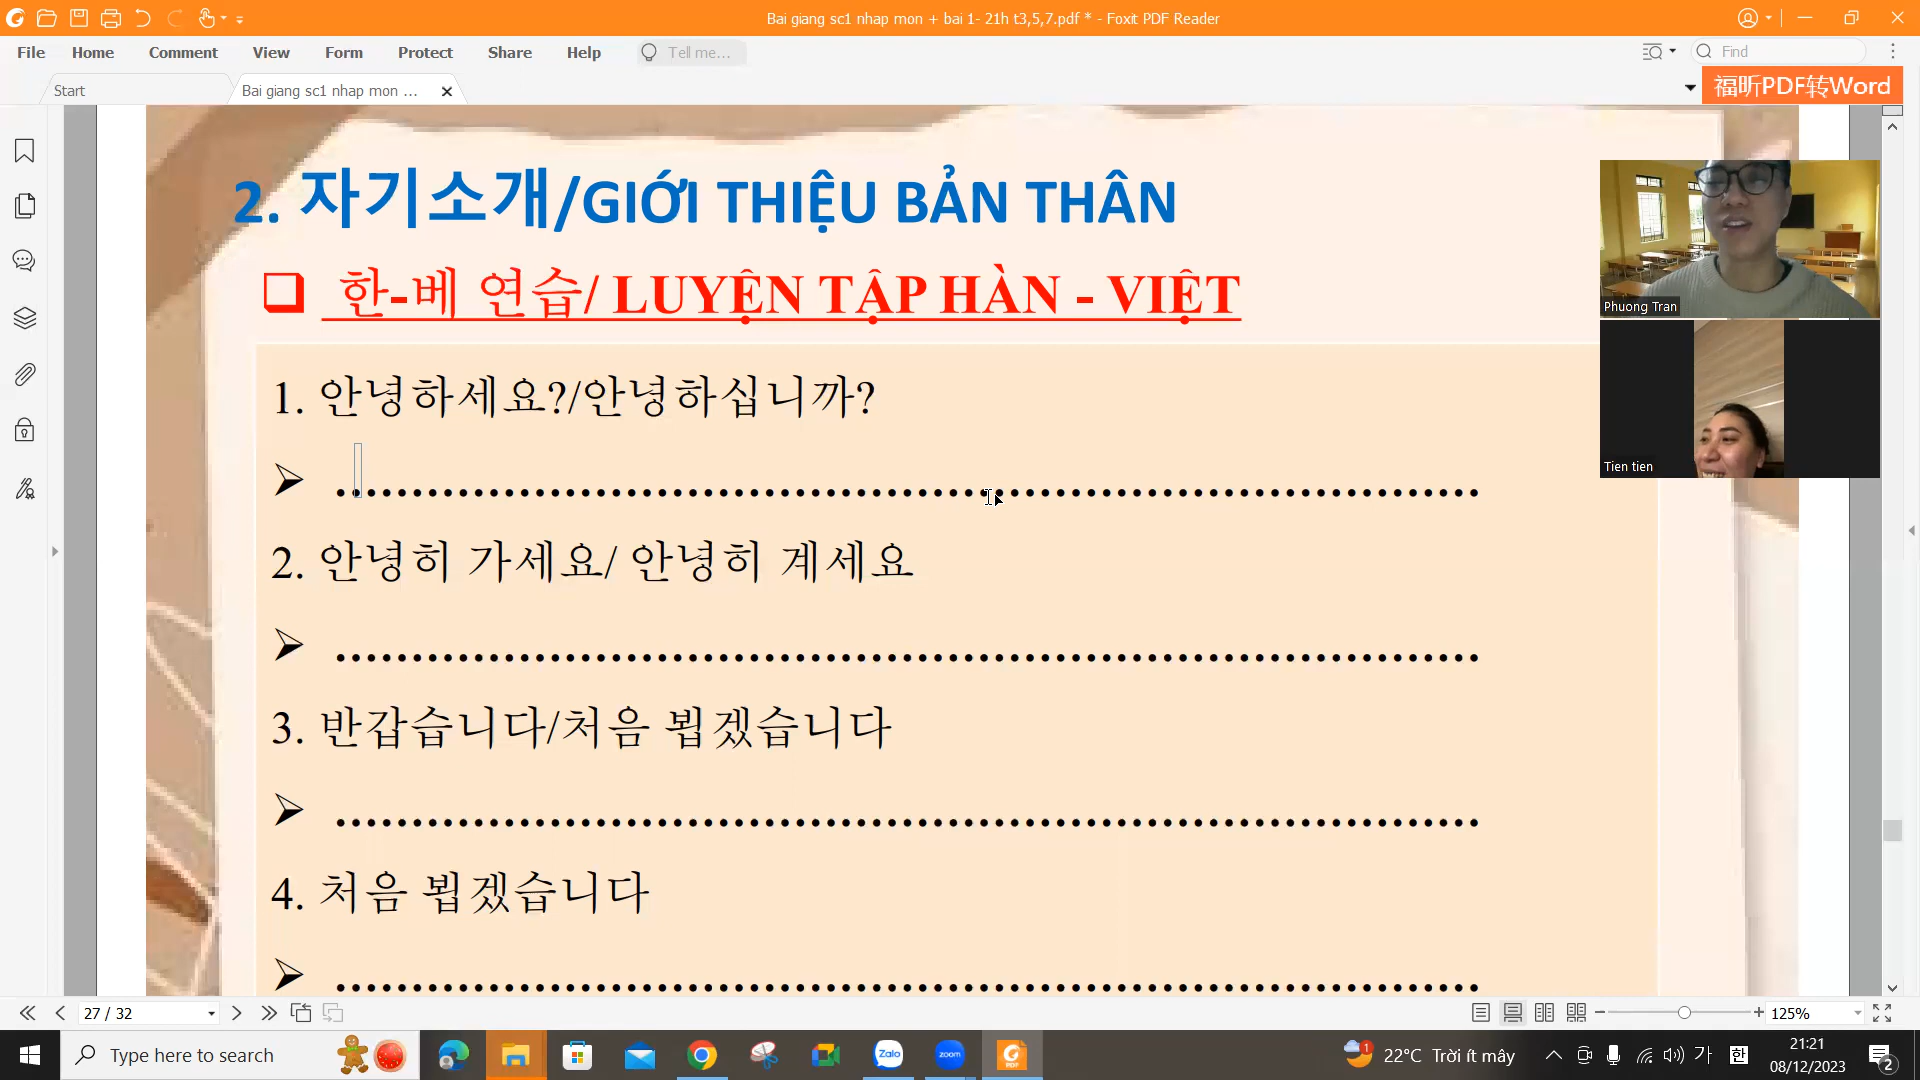 Bai giang sc1 nhap mon + bai 1- 21h t3,5,7.pdf * - Foxit PDF Reader
File Home Comment View Form Protect Share Help Tell me... Find
Start Bai giang sc1 nhap mon ... 福昕PDF转Word
2. 자기소개/GIỚI THIỆU BẢN THÂN
한-베 연습/ LUYỆN TẬP HÀN - VIỆT
Phuong Tran
Tien tien
1. 안녕하세요?/안녕하십니까?
➢ ...........................................................................
2. 안녕히 가세요/ 안녕히 계세요
➢ ...........................................................................
3. 반갑습니다/처음 뵙겠습니다
➢ ...........................................................................
4. 처음 뵙겠습니다
➢ ...........................................................................
27 / 32 125%
Type here to search Zalo zoom PDF 1 22°C Trời ít mây 가 한 21:21
08/12/2023 2